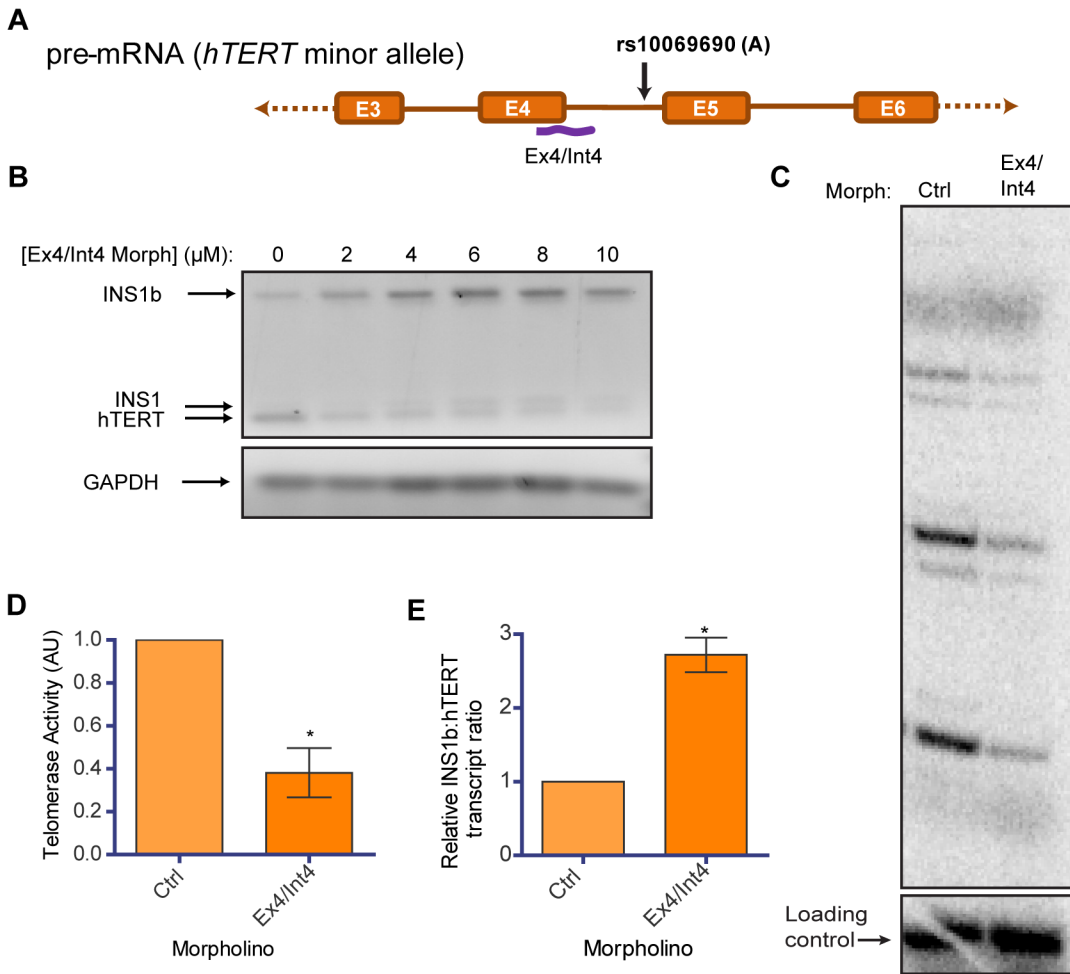 A
pre-mRNA (hTERT minor allele)
rs10069690 (A)
E3 E4 E5 E6
Ex4/Int4
B
[Ex4/Int4 Morph] (µM): 0 2 4 6 8 10
INS1b
INS1
hTERT
GAPDH
C
Morph: Ctrl Ex4/
Int4
Loading
control
D
Telomerase Activity (AU)
1.0
0.8
0.6
0.4
0.2
0.0
*
Ctrl
Ex4/Int4
Morpholino
E
Relative INS1b:hTERT
transcript ratio
3
2
1
0
*
Ctrl
Ex4/Int4
Morpholino